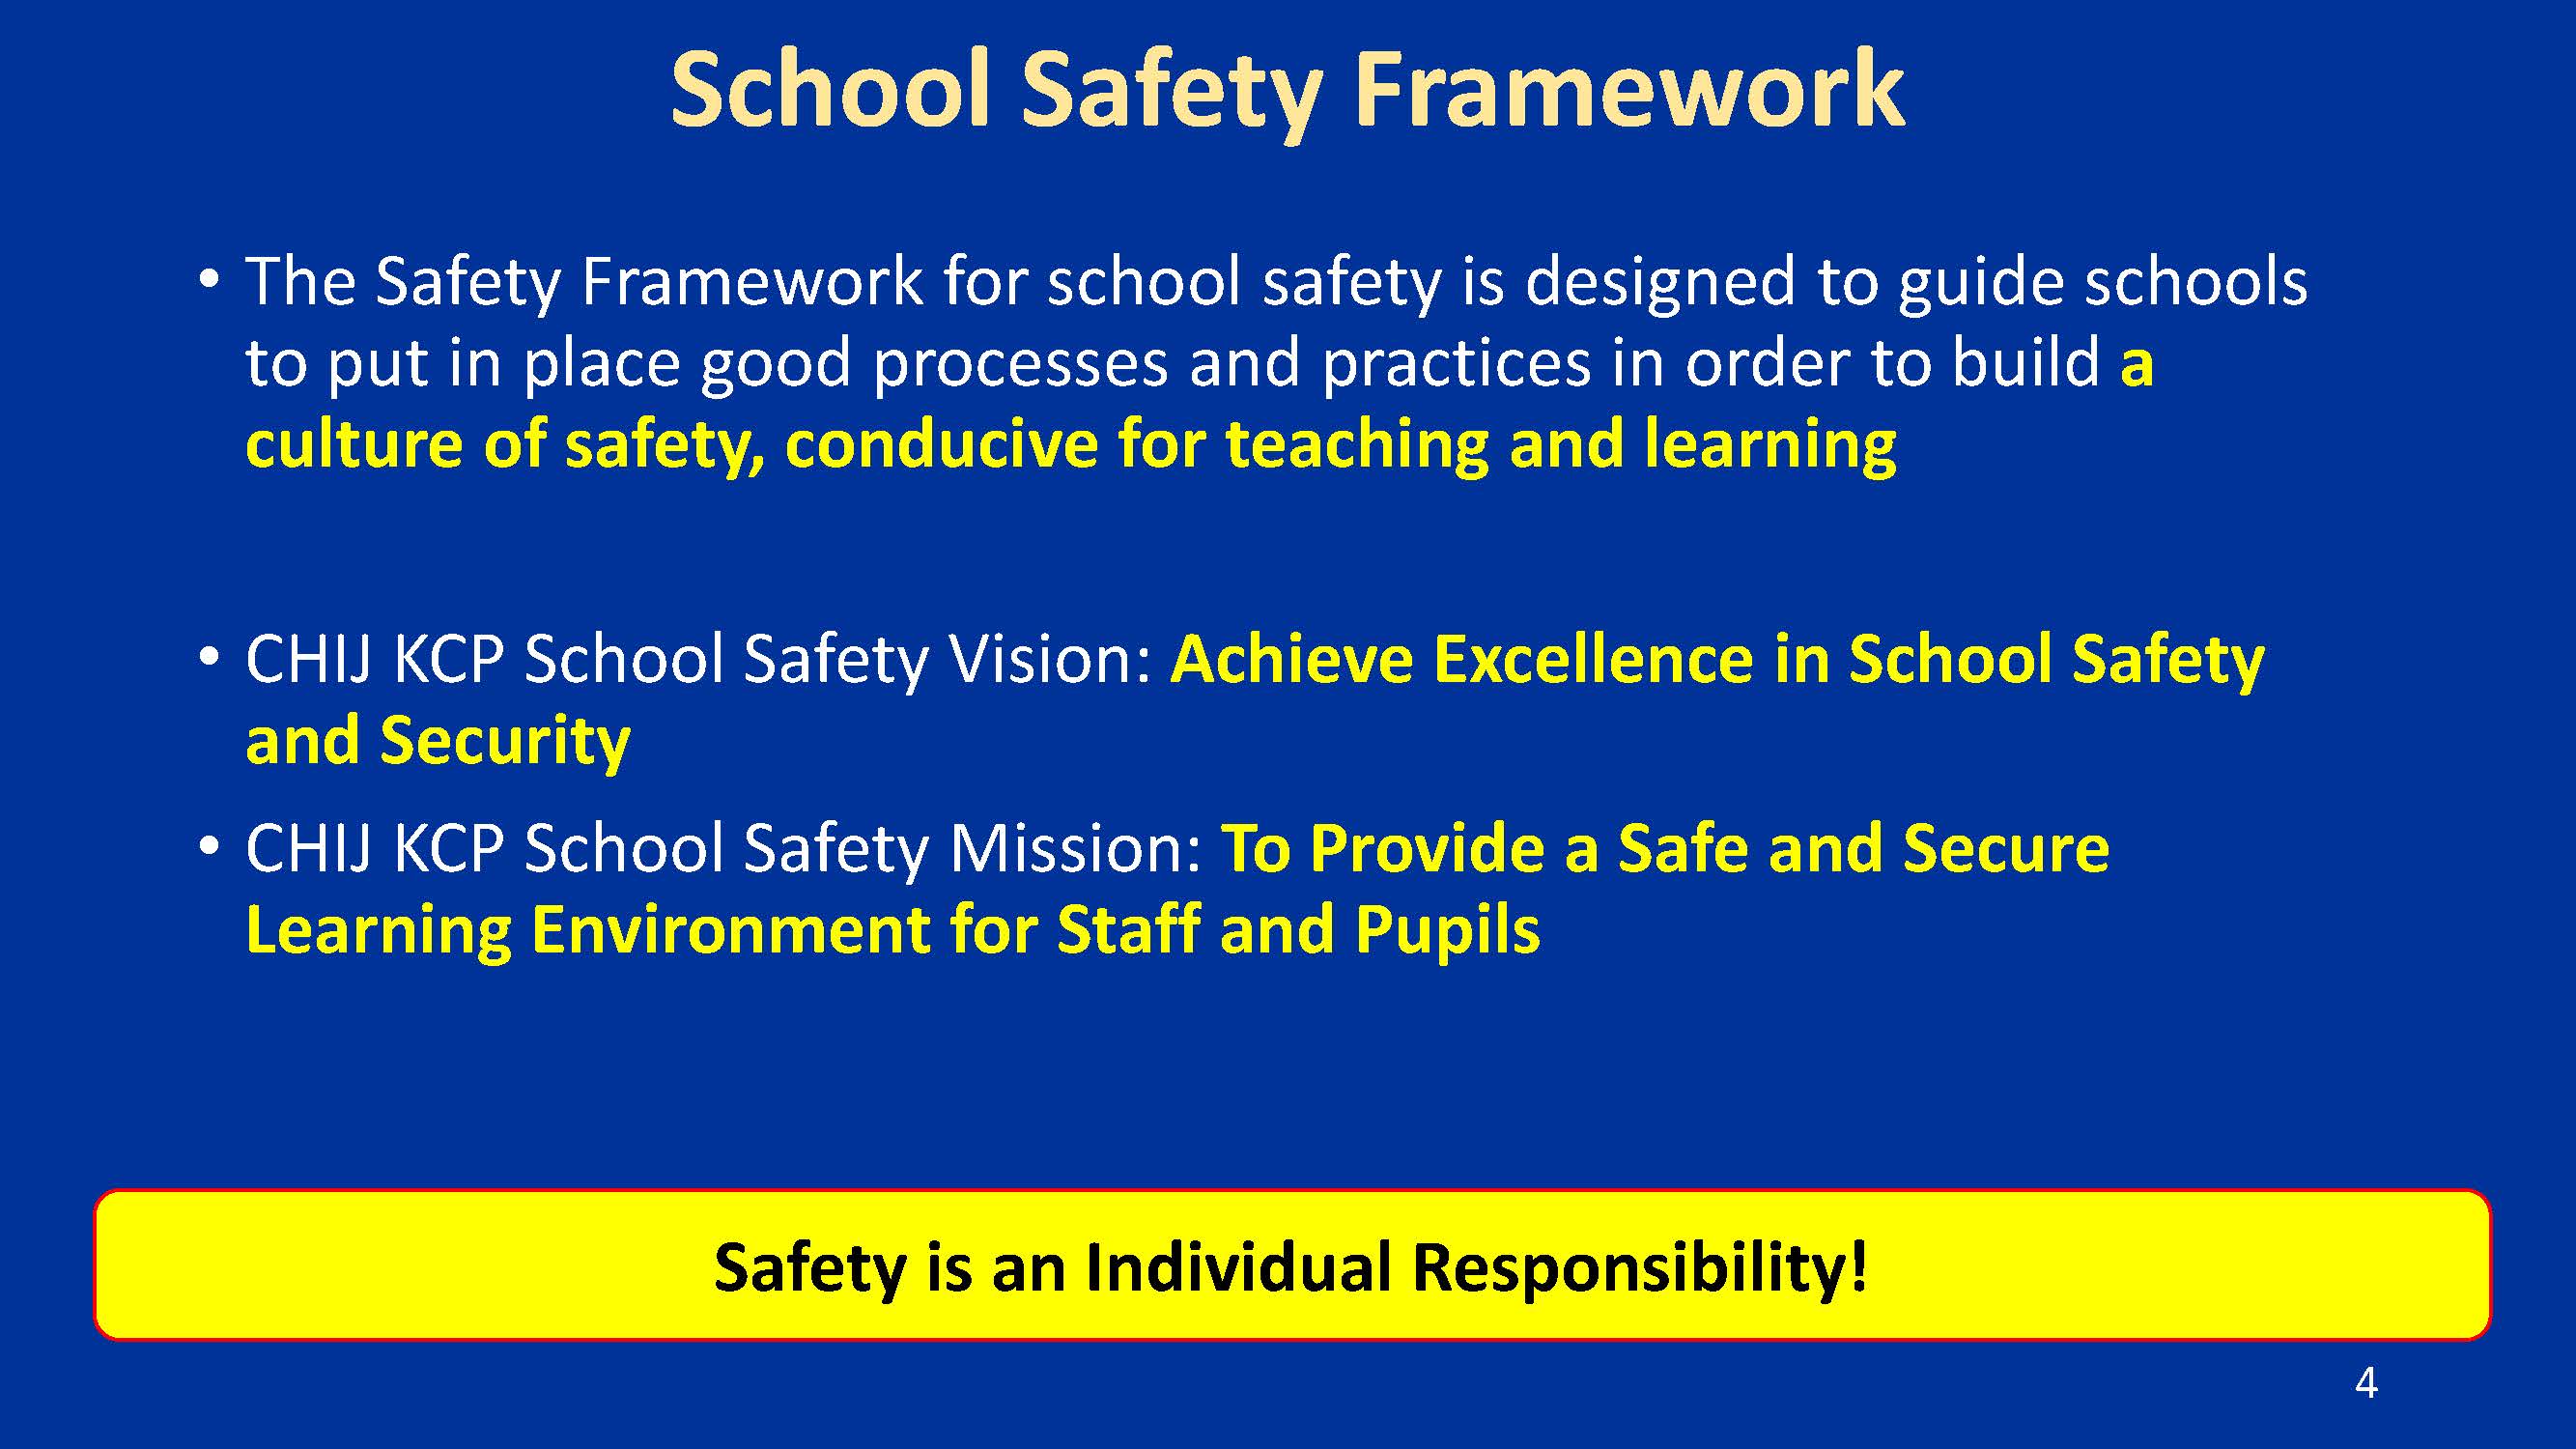 School Safety Framework
• The Safety Framework for school safety is designed to guide schools
to put in place good processes and practices in order to build a
culture of safety, conducive for teaching and learning
• CHIJ KCP School Safety Vision: Achieve Excellence in School Safety
and Security
• CHIJ KCP School Safety Mission: To Provide a Safe and Secure
Learning Environment for Staff and Pupils
Safety is an Individual Responsibility!
4